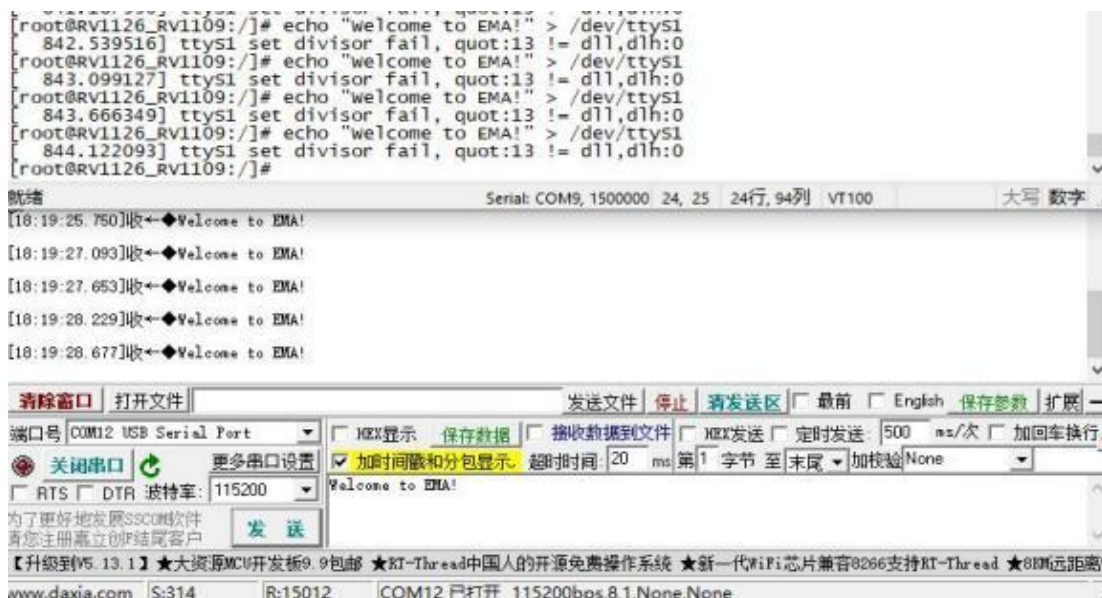 [root@RV1126_RV1109:/]# echo "Welcome to EMA!" > /dev/ttyS1
[  842.539516] ttyS1 set divisor fail, quot:13 != dll,dlh:0
[root@RV1126_RV1109:/]# echo "Welcome to EMA!" > /dev/ttyS1
[  843.099127] ttyS1 set divisor fail, quot:13 != dll,dlh:0
[root@RV1126_RV1109:/]# echo "Welcome to EMA!" > /dev/ttyS1
[  843.666349] ttyS1 set divisor fail, quot:13 != dll,dlh:0
[root@RV1126_RV1109:/]# echo "Welcome to EMA!" > /dev/ttyS1
[  844.122093] ttyS1 set divisor fail, quot:13 != dll,dlh:0
[root@RV1126_RV1109:/]#
就绪 Serial: COM9, 1500000 24, 25 24行, 94列 VT100 大写 数字
[18:19:25.750]收←◆Welcome to EMA!
[18:19:27.093]收←◆Welcome to EMA!
[18:19:27.653]收←◆Welcome to EMA!
[18:19:28.229]收←◆Welcome to EMA!
[18:19:28.677]收←◆Welcome to EMA!
清除窗口 打开文件 发送文件 停止 清发送区 最前 English 保存参数 扩展 —
端口号 COM12 USB Serial Port HEX显示 保存数据 接收数据到文件 HEX发送 定时发送: 500 ms/次 加回车换行
关闭串口 更多串口设置 加时间戳和分包显示. 超时时间: 20 ms 第1 字节 至 末尾 加校验 None
RTS DTR 波特率: 115200 Welcome to EMA!
为了更好地发展SSCOM软件
请您注册嘉立创F结尾客户 发 送
【升级到V5.13.1】★大资源MCU开发板9.9包邮 ★RT-Thread中国人的开源免费操作系统 ★新一代WiFi芯片兼容8266支持RT-Thread ★8KM远距离
www.daxia.com S:314 R:15012 COM12 已打开 115200bps,8,1,None,None